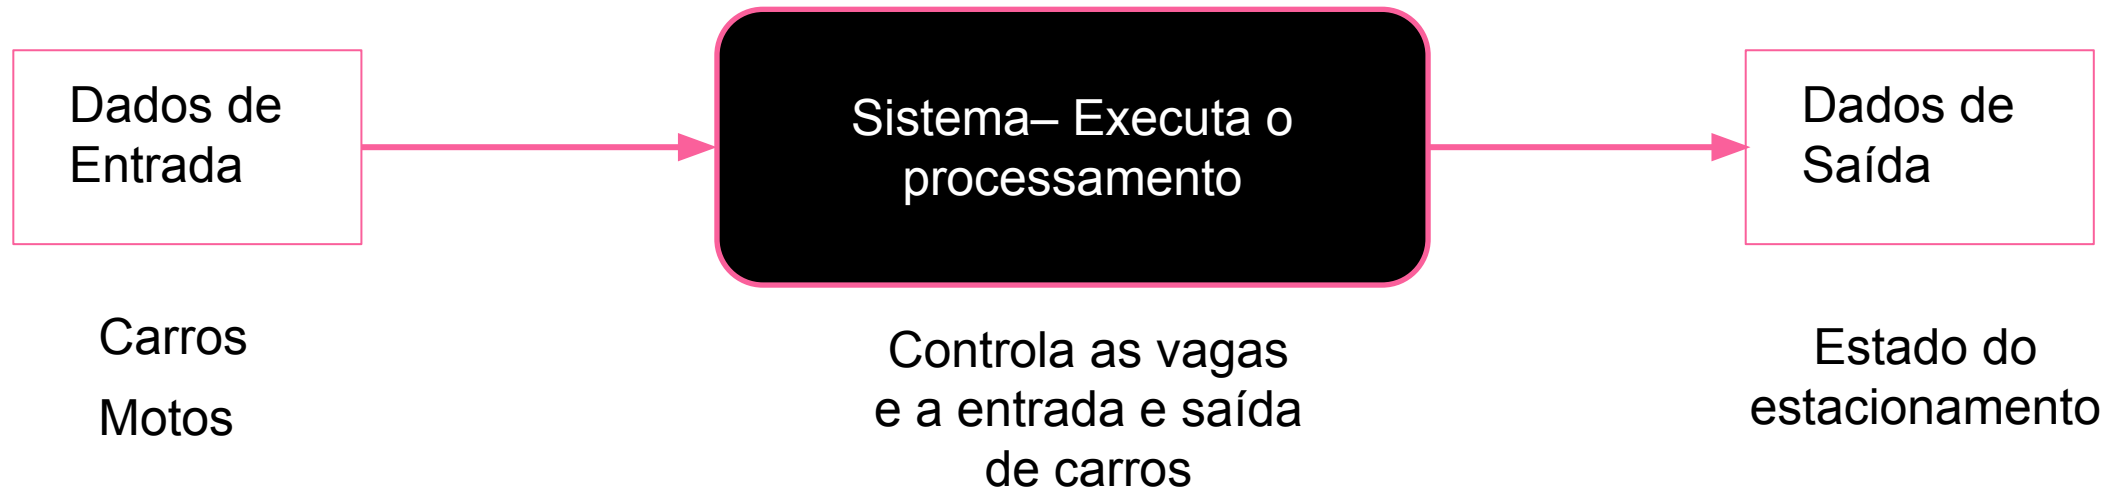 Dados de
Entrada
Sistema– Executa o
processamento
Dados de
Saída
Carros
Motos
Controla as vagas
e a entrada e saída
de carros
Estado do
estacionamento